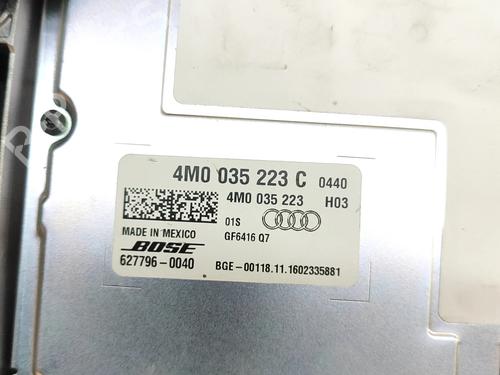 4M0 035 223 C 0440
4M0 035 223 H03
01S
GF6416 Q7
MADE IN MEXICO
BOSE
627796-0040
BGE-00118.11.1602335881